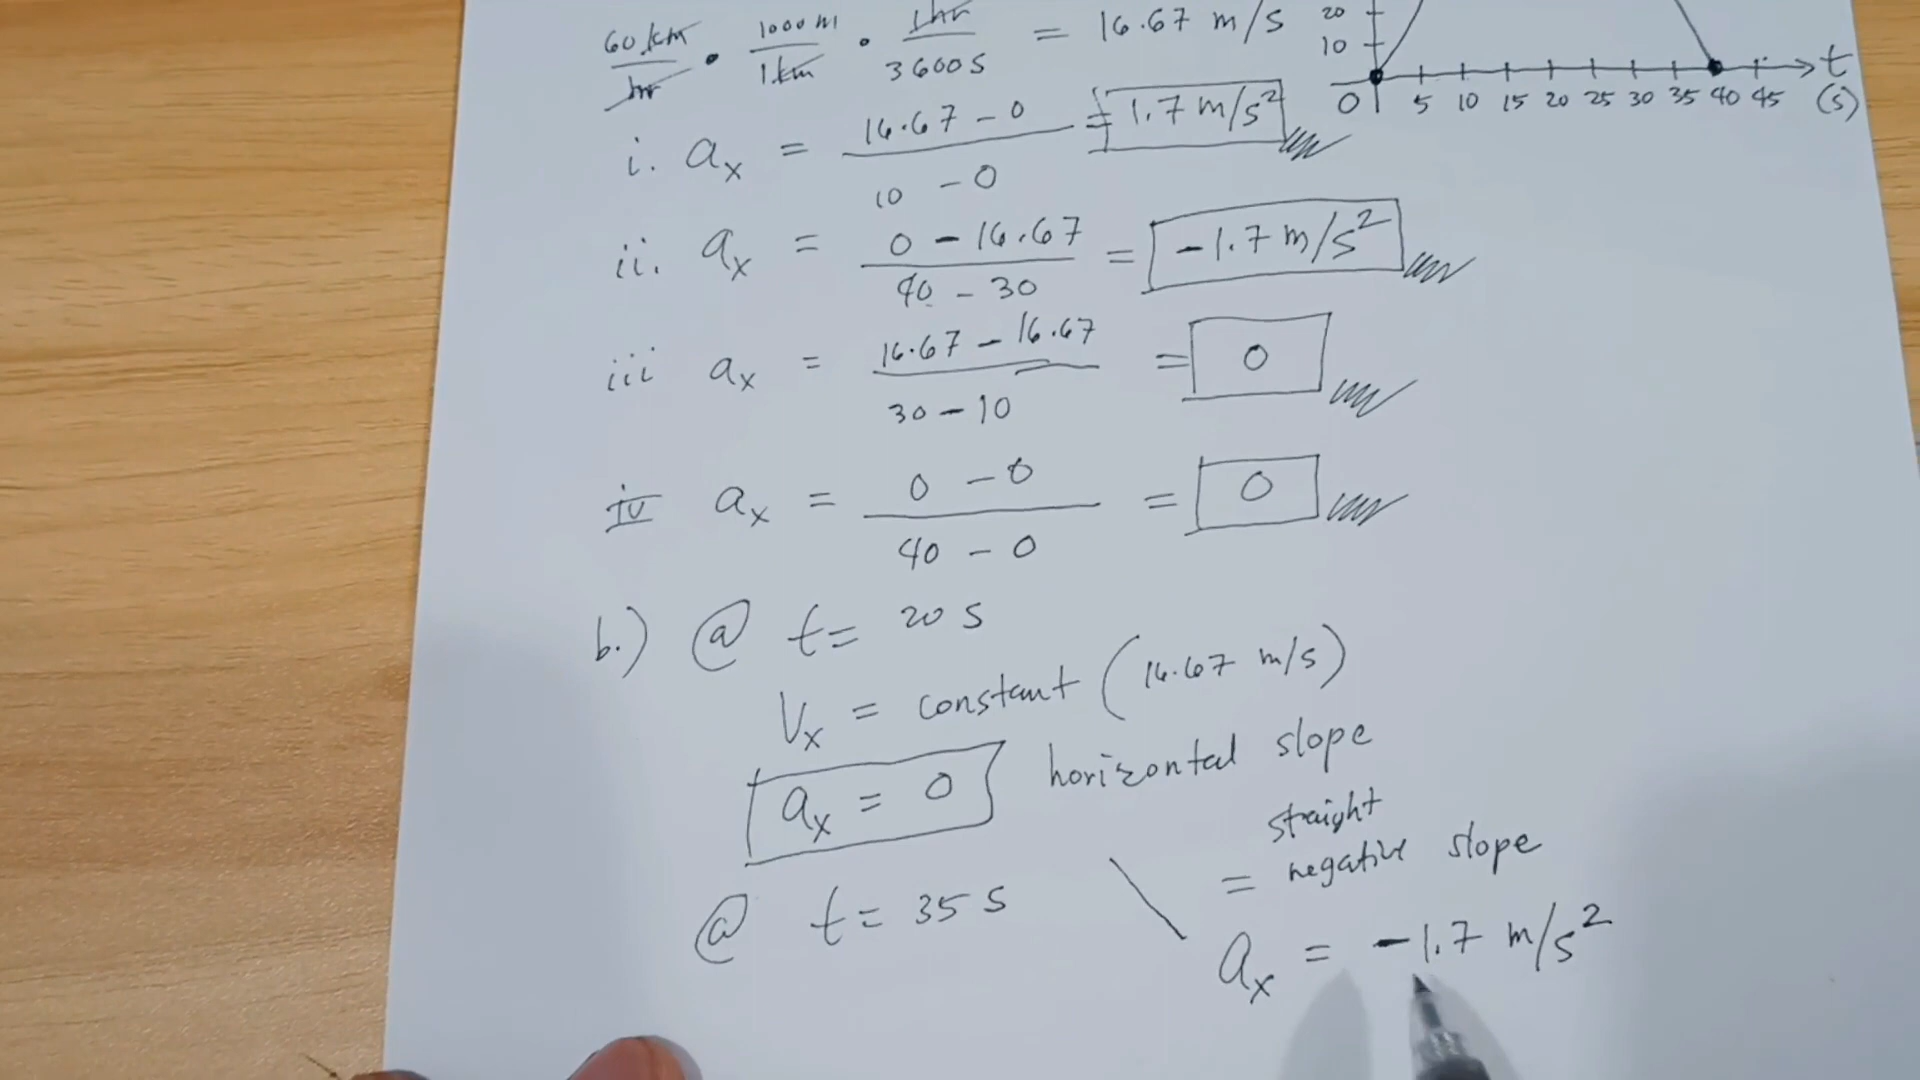 60 km/hr • 1000 m/1 km • 1 hr/3600 s = 16.67 m/s
20
10
0 5 10 15 20 25 30 35 40 45 t (s)
i. ax = 16.67 - 0 / 10 - 0 = 1.7 m/s²
ii. ax = 0 - 16.67 / 40 - 30 = -1.7 m/s²
iii ax = 16.67 - 16.67 / 30 - 10 = 0
iv ax = 0 - 0 / 40 - 0 = 0
b.) @ t = 20 s
Vx = constant (16.67 m/s)
ax = 0 horizontal slope
straight
= negative slope
@ t = 35 s
ax = -1.7 m/s²